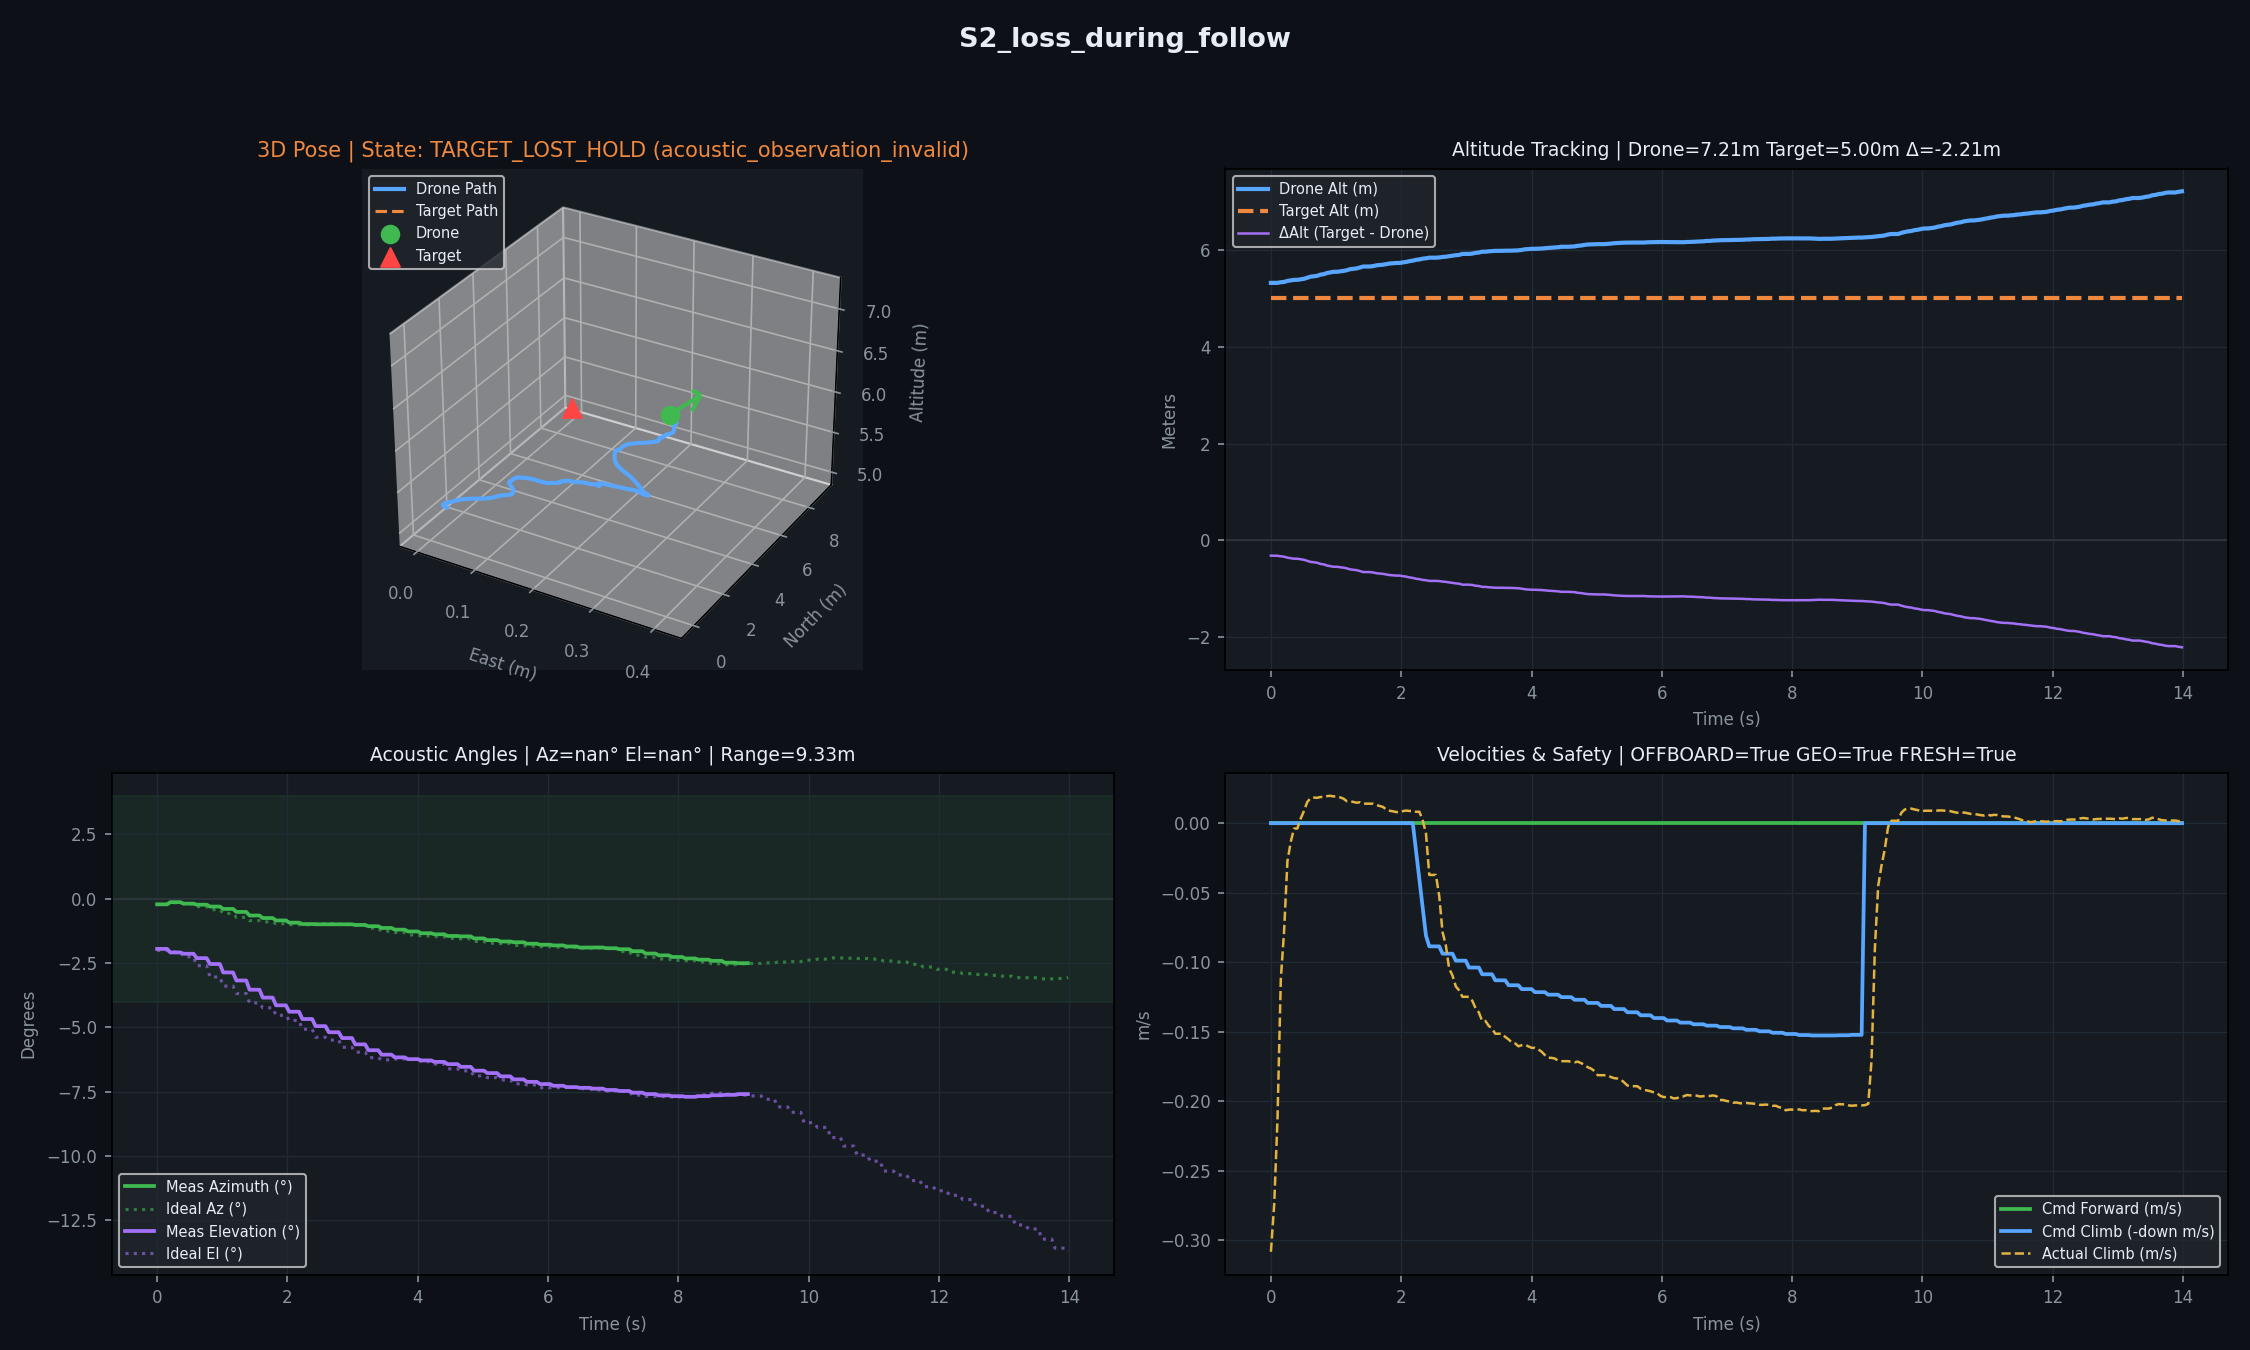 S2_loss_during_follow
3D Pose | State: TARGET_LOST_HOLD (acoustic_observation_invalid)
Drone Path
Target Path
Drone
Target
7.0
6.5
6.0
5.5
5.0
Altitude (m)
0.0
0.1
0.2
0.3
0.4
East (m)
0
2
4
6
8
North (m)
Altitude Tracking | Drone=7.21m Target=5.00m Δ=-2.21m
Drone Alt (m)
Target Alt (m)
ΔAlt (Target - Drone)
6
4
2
0
−2
Meters
0
2
4
6
8
10
12
14
Time (s)
Acoustic Angles | Az=nan° El=nan° | Range=9.33m
2.5
0.0
−2.5
−5.0
−7.5
−10.0
−12.5
Degrees
Meas Azimuth (°)
Ideal Az (°)
Meas Elevation (°)
Ideal El (°)
0
2
4
6
8
10
12
14
Time (s)
Velocities & Safety | OFFBOARD=True GEO=True FRESH=True
0.00
−0.05
−0.10
−0.15
−0.20
−0.25
−0.30
m/s
Cmd Forward (m/s)
Cmd Climb (-down m/s)
Actual Climb (m/s)
0
2
4
6
8
10
12
14
Time (s)